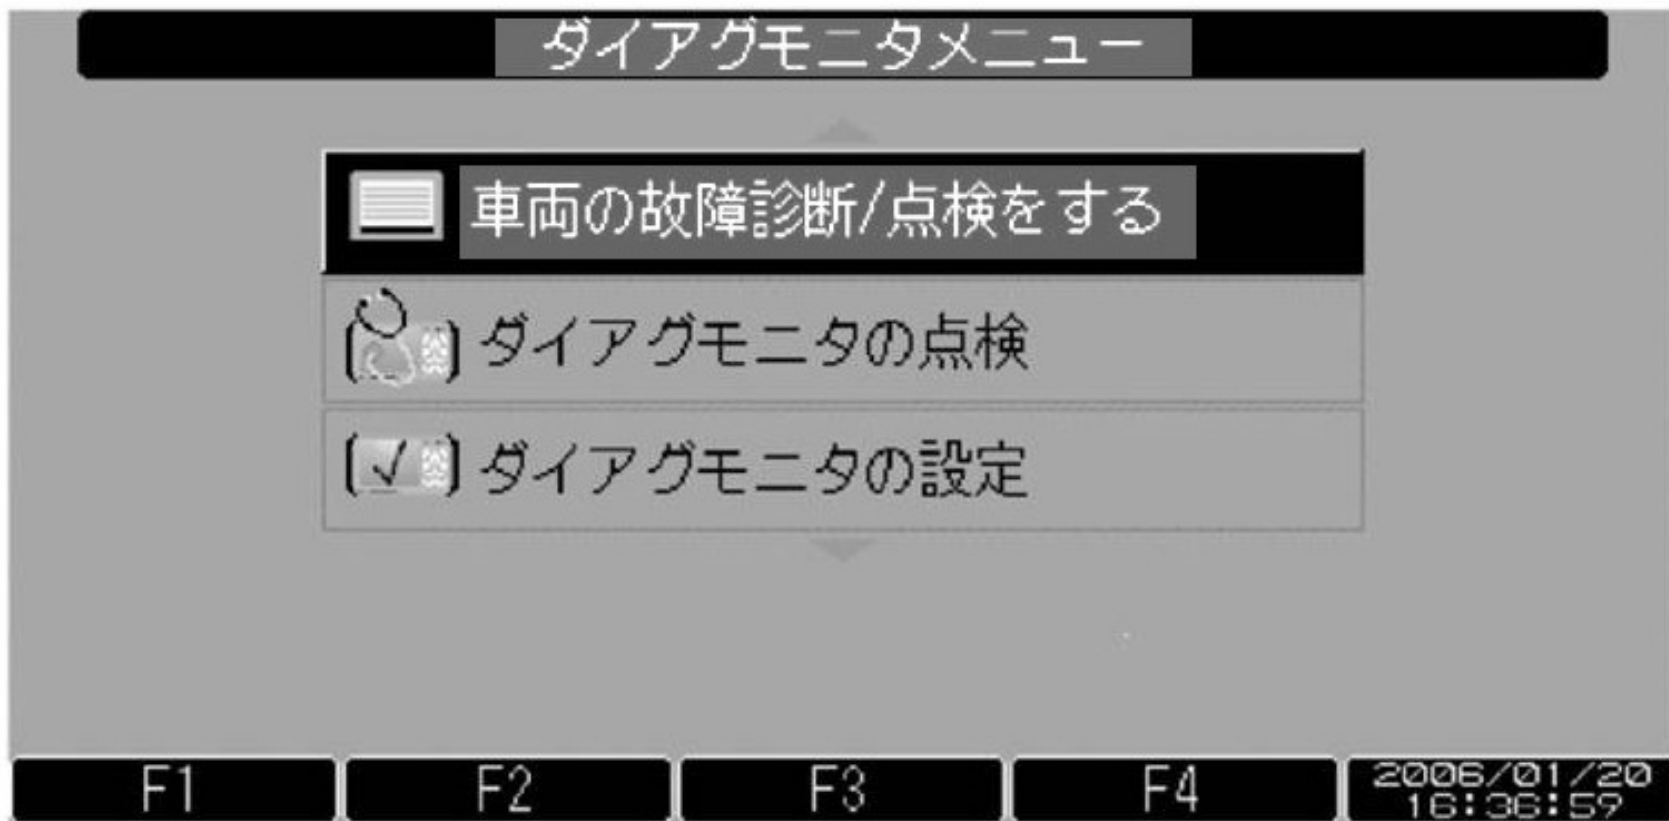 ダイアグモニタメニュー
車両の故障診断/点検をする
ダイアグモニタの点検
ダイアグモニタの設定
F1 F2 F3 F4 2006/01/20
16:36:59